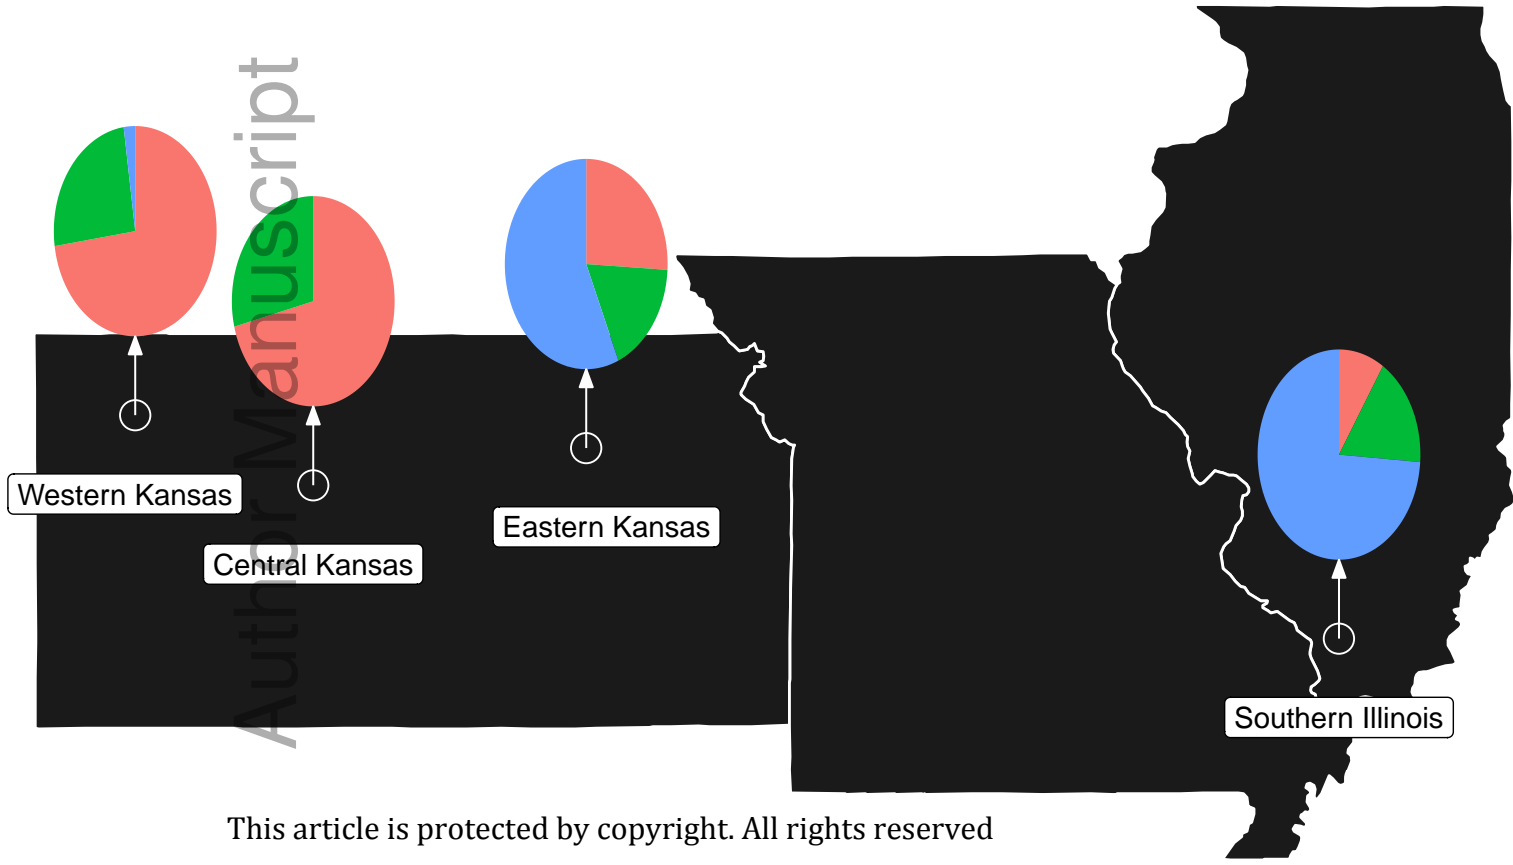 Author Manuscript
Western Kansas
Central Kansas
Eastern Kansas
Southern Illinois
This article is protected by copyright. All rights reserved